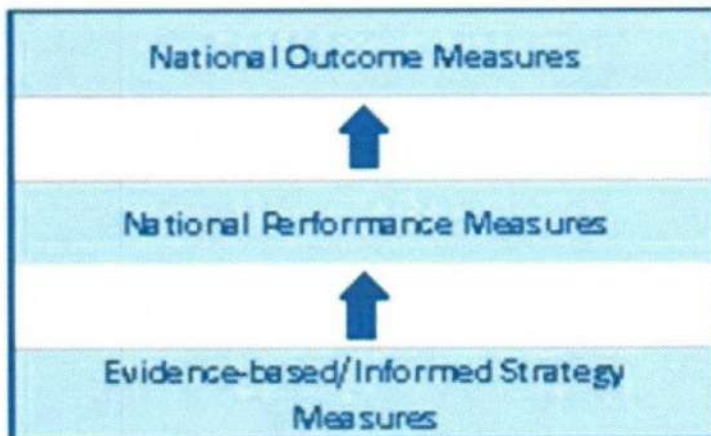 National Outcome Measures
National Performance Measures
Evidence-based/Informed Strategy
Measures